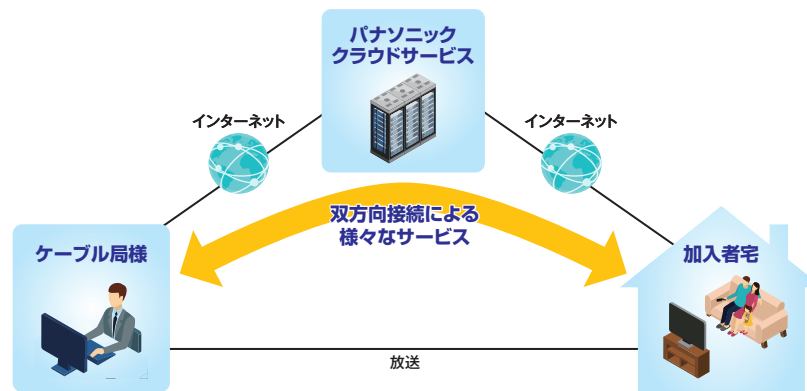 パナソニック
クラウドサービス
インターネット
インターネット
双方向接続による
様々なサービス
ケーブル局様
加入者宅
放送